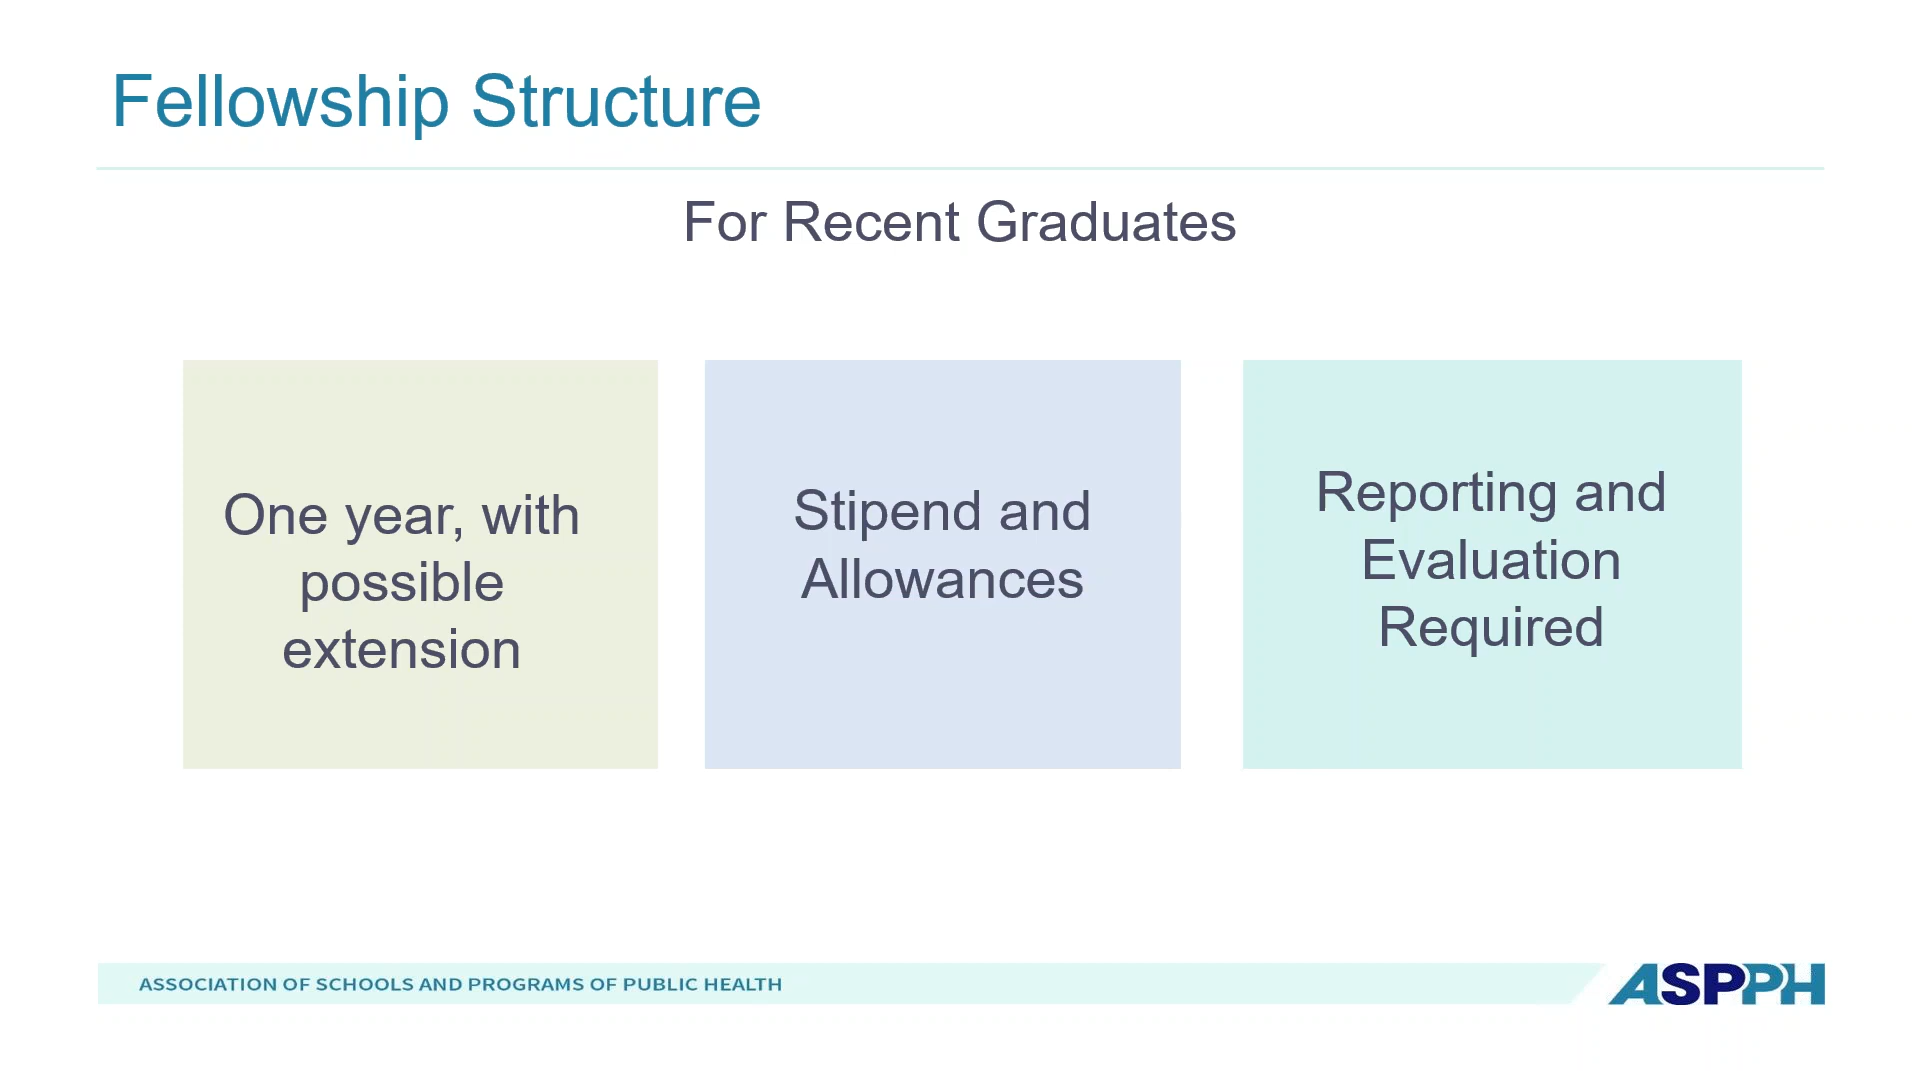 Fellowship Structure
For Recent Graduates
One year, with
possible
extension
Stipend and
Allowances
Reporting and
Evaluation
Required
ASSOCIATION OF SCHOOLS AND PROGRAMS OF PUBLIC HEALTH
ASPPH